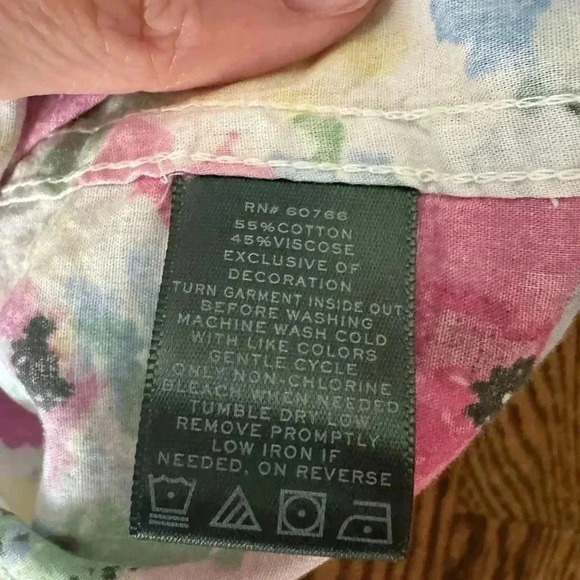 RN# 60766
55%COTTON
45%VISCOSE
EXCLUSIVE OF
DECORATION
TURN GARMENT INSIDE OUT
BEFORE WASHING
MACHINE WASH COLD
WITH LIKE COLORS
GENTLE CYCLE
ONLY NON-CHLORINE
BLEACH WHEN NEEDED
TUMBLE DRY LOW
REMOVE PROMPTLY
LOW IRON IF
NEEDED, ON REVERSE